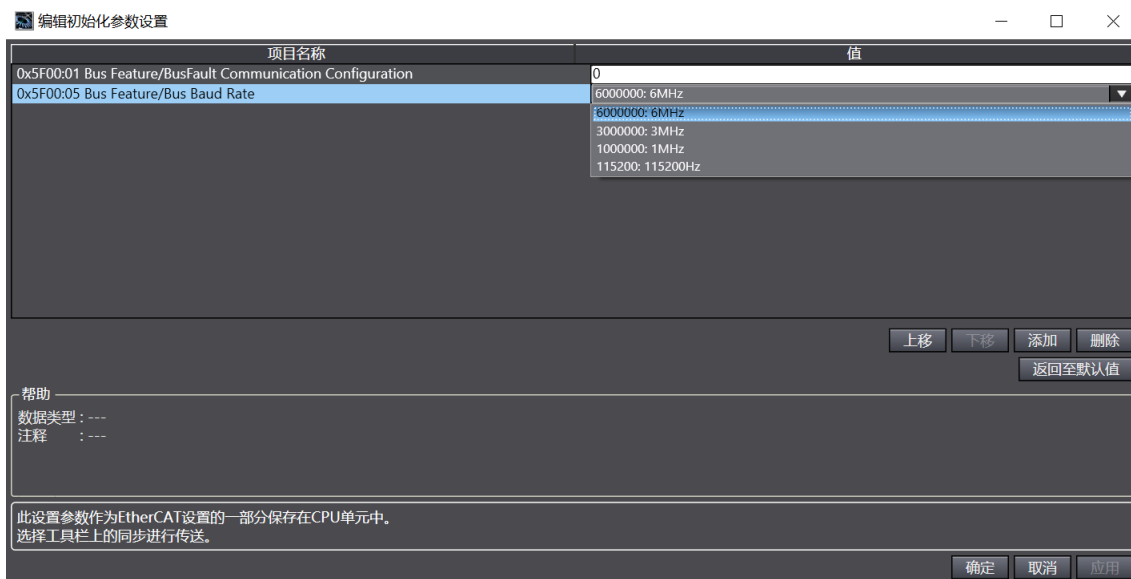 编辑初始化参数设置
项目名称 值
0x5F00:01 Bus Feature/BusFault Communication Configuration 0
0x5F00:05 Bus Feature/Bus Baud Rate 6000000: 6MHz
6000000: 6MHz
3000000: 3MHz
1000000: 1MHz
115200: 115200Hz
上移 下移 添加 删除
返回至默认值
帮助
数据类型 : ---
注释 : ---
此设置参数作为EtherCAT设置的一部分保存在CPU单元中。
选择工具栏上的同步进行传送。
确定 取消 应用